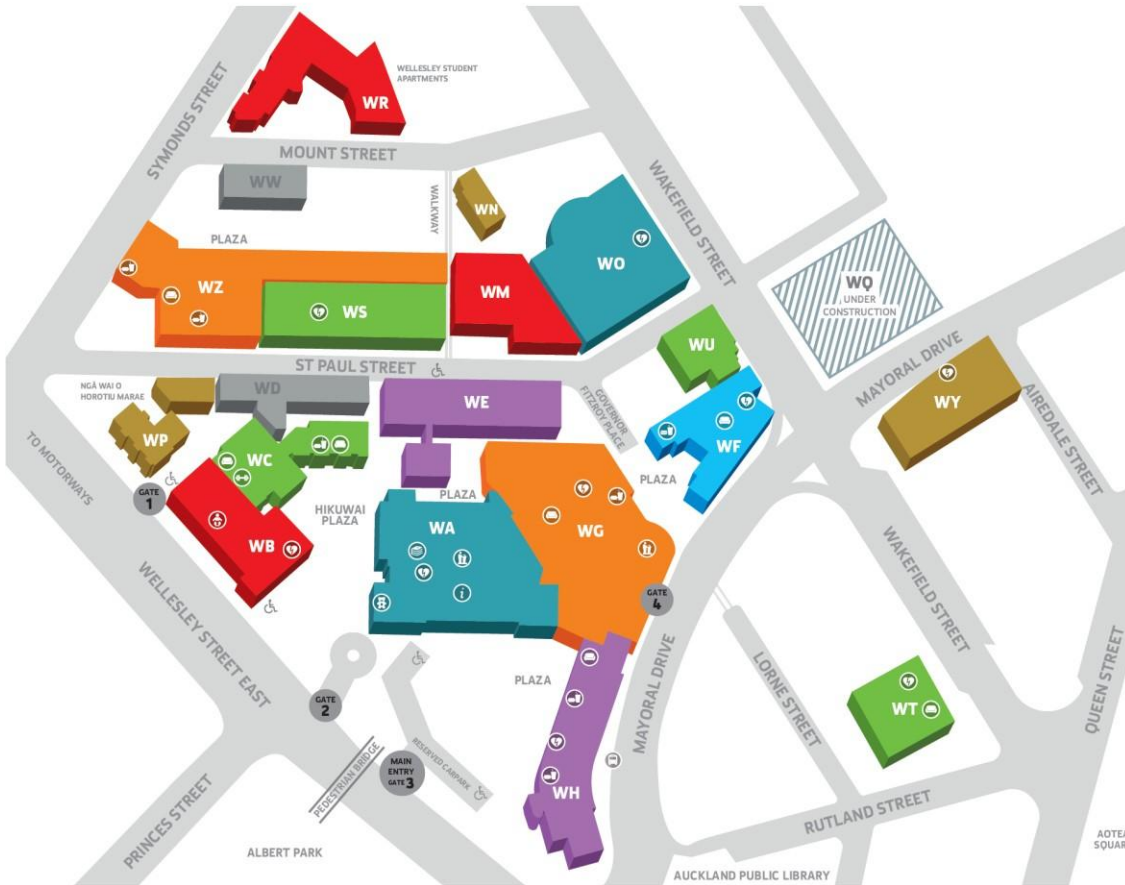 WELLESLEY STUDENT
APARTMENTS
SYMONDS STREET
WR
MOUNT STREET
WW
WALKWAY
WN
WAKEFIELD STREET
PLAZA
WO
WZ
WS
WM
WQ
UNDER
CONSTRUCTION
WU
MAYORAL DRIVE
ST PAUL STREET
NGĀ WAI O
HOROTIU MARAE
WD
WE
GOVERNOR
FITZROY PLACE
WY
AIREDALE STREET
WP
TO MOTORWAYS
WC
WF
PLAZA
GATE
1
HIKUWAI
PLAZA
PLAZA
WA
WG
WB
i
WELLESLEY STREET EAST
GATE
4
WAKEFIELD STREET
MAYORAL DRIVE
LORNE STREET
QUEEN STREET
PLAZA
GATE
2
WT
RESERVED CARPARK
PEDESTRIAN BRIDGE
MAIN
ENTRY
GATE 3
WH
PRINCES STREET
RUTLAND STREET
ALBERT PARK
AUCKLAND PUBLIC LIBRARY
AOTEA
SQUAR